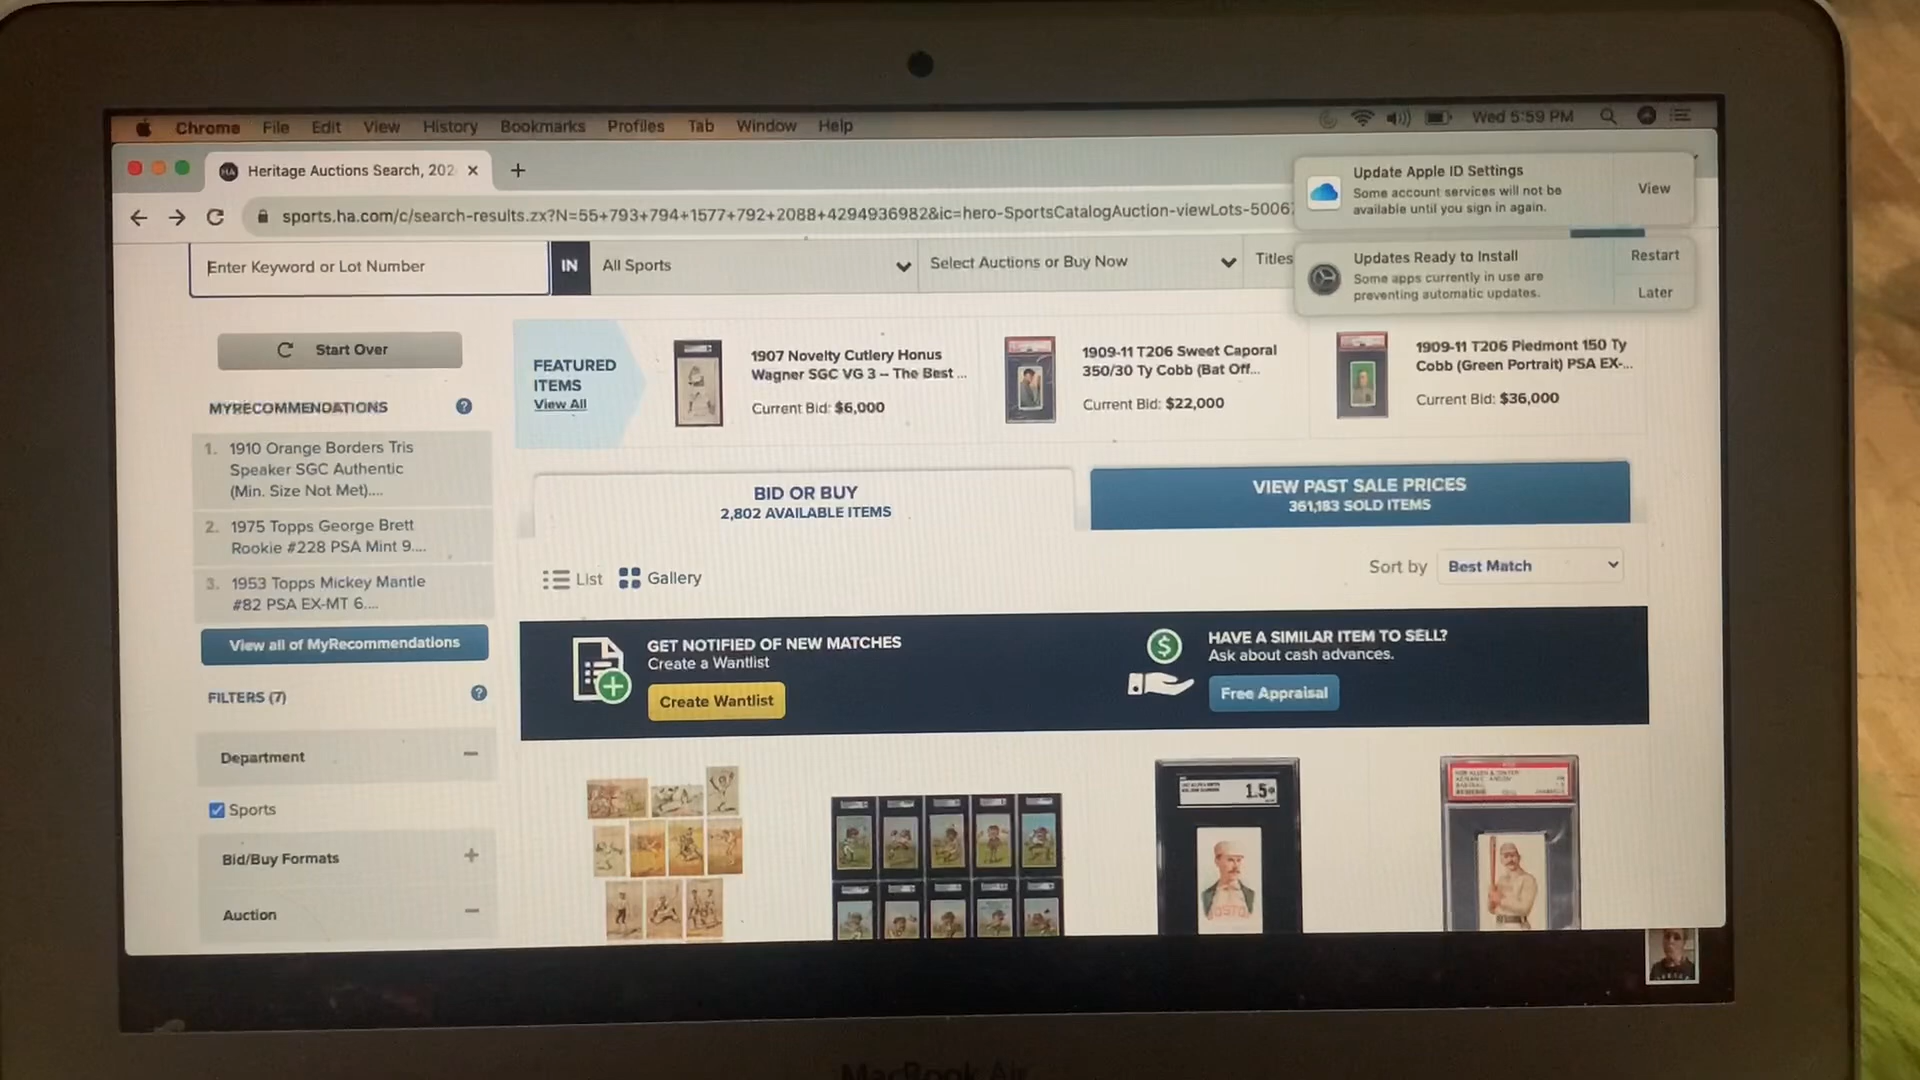 Chrome File Edit View History Bookmarks Profiles Tab Window Help Wed 5:59 PM
Heritage Auctions Search, 202
sports.ha.com/c/search-results.zx?N=55+793+794+1577+792+2088+4294936982&ic=hero-SportsCatalogAuction-viewLots-5006
Update Apple ID Settings
Some account services will not be
available until you sign in again.
View
Updates Ready to Install
Some apps currently in use are
preventing automatic updates.
Restart
Later
Enter Keyword or Lot Number
IN
All Sports
Select Auctions or Buy Now
Titles
Start Over
MYRECOMMENDATIONS
1. 1910 Orange Borders Tris
Speaker SGC Authentic
(Min. Size Not Met)....
2. 1975 Topps George Brett
Rookie #228 PSA Mint 9....
3. 1953 Topps Mickey Mantle
#82 PSA EX-MT 6....
View all of MyRecommendations
FILTERS (7)
Department
Sports
Bid/Buy Formats
Auction
FEATURED
ITEMS
View All
1907 Novelty Cutlery Honus
Wagner SGC VG 3 -- The Best ...
Current Bid: $6,000
1909-11 T206 Sweet Caporal
350/30 Ty Cobb (Bat Off...
Current Bid: $22,000
1909-11 T206 Piedmont 150 Ty
Cobb (Green Portrait) PSA EX-...
Current Bid: $36,000
BID OR BUY
2,802 AVAILABLE ITEMS
VIEW PAST SALE PRICES
361,183 SOLD ITEMS
List
Gallery
Sort by
Best Match
GET NOTIFIED OF NEW MATCHES
Create a Wantlist
Create Wantlist
HAVE A SIMILAR ITEM TO SELL?
Ask about cash advances.
Free Appraisal
1.5
BOSTON
MacBook Air